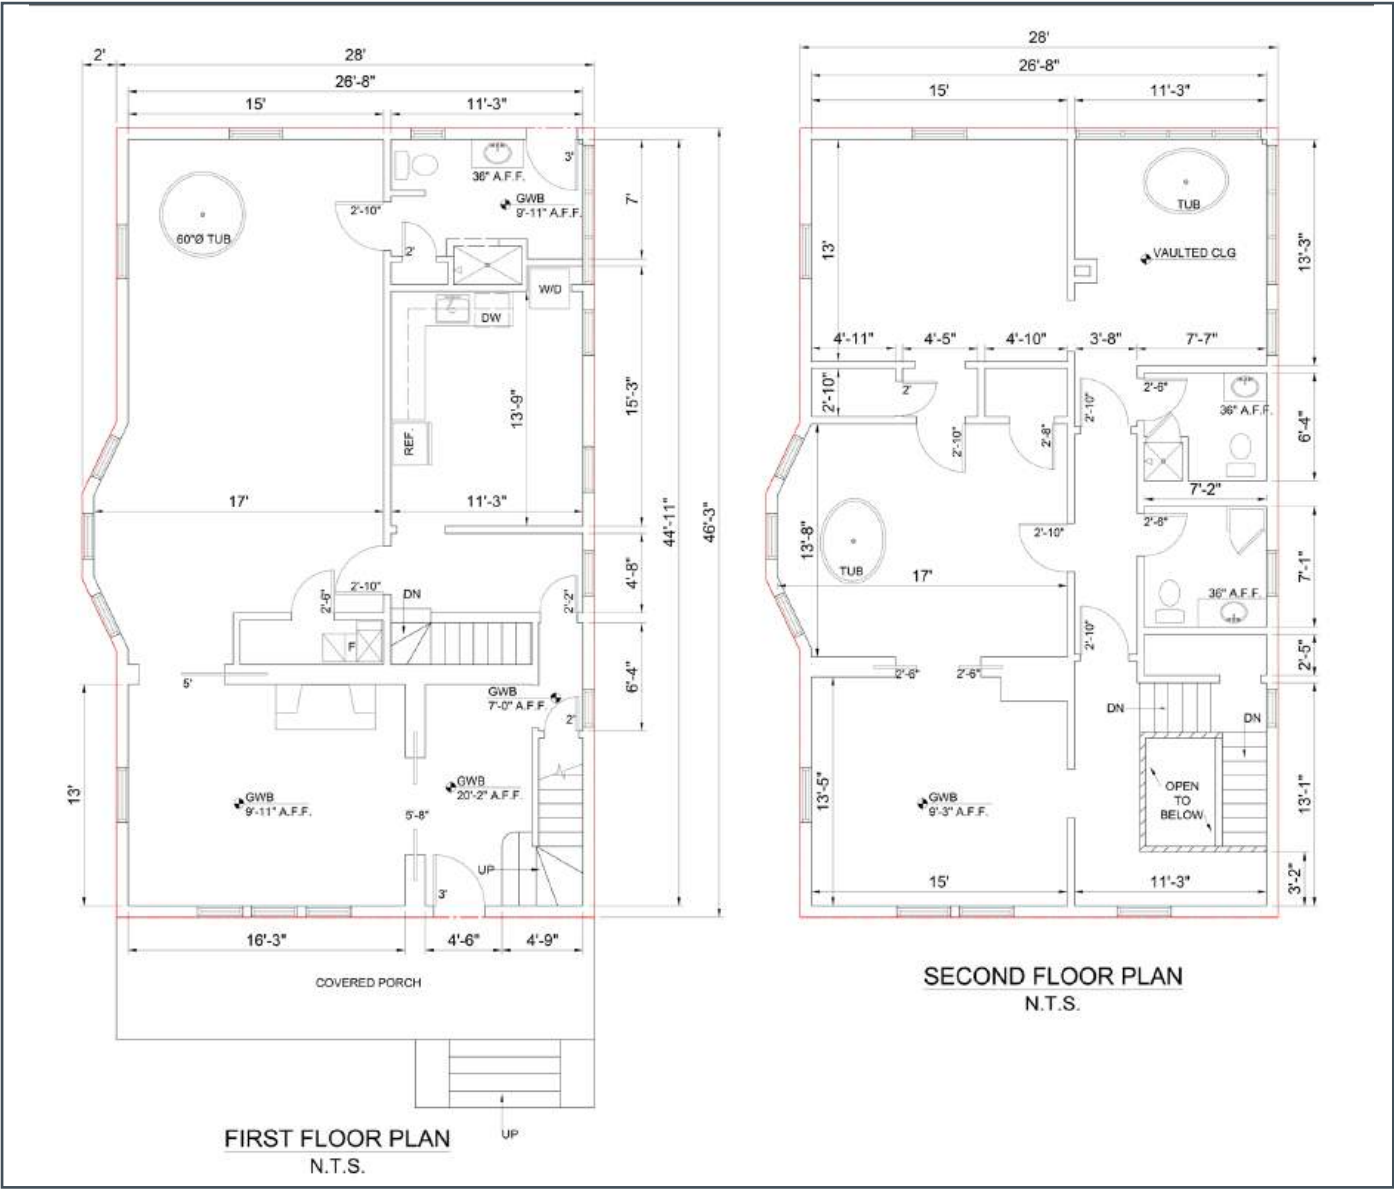 2'
28'
26'-8"
15'
11'-3"
36" A.F.F.
3'
GWB
9'-11" A.F.F.
7'
2'-10"
60"Ø TUB
2'
W/D
DW
13'-9"
15'-3"
REF.
17'
11'-3"
44'-11"
46'-3"
2'-10"
2'-6"
DN
2'-2"
4'-8"
F
5'
GWB
7'-0" A.F.F.
2'
6'-4"
13'
GWB
9'-11" A.F.F.
GWB
20'-2" A.F.F.
5'-8"
UP
3'
16'-3"
4'-6"
4'-9"
COVERED PORCH
UP
FIRST FLOOR PLAN
N.T.S.
28'
26'-8"
15'
11'-3"
TUB
13'
VAULTED CLG
13'-3"
4'-11"
4'-5"
4'-10"
3'-8"
7'-7"
2'-10"
2'
2'-10"
2'-6"
36" A.F.F.
2'-10"
2'-8"
6'-4"
7'-2"
13'-8"
TUB
2'-10"
2'-6"
17'
7'-1"
36" A.F.F.
2'-10"
2'-6"
2'-6"
2'-5"
DN
DN
13'-5"
GWB
9'-3" A.F.F.
OPEN
TO
BELOW
13'-1"
3'-2"
15'
11'-3"
SECOND FLOOR PLAN
N.T.S.